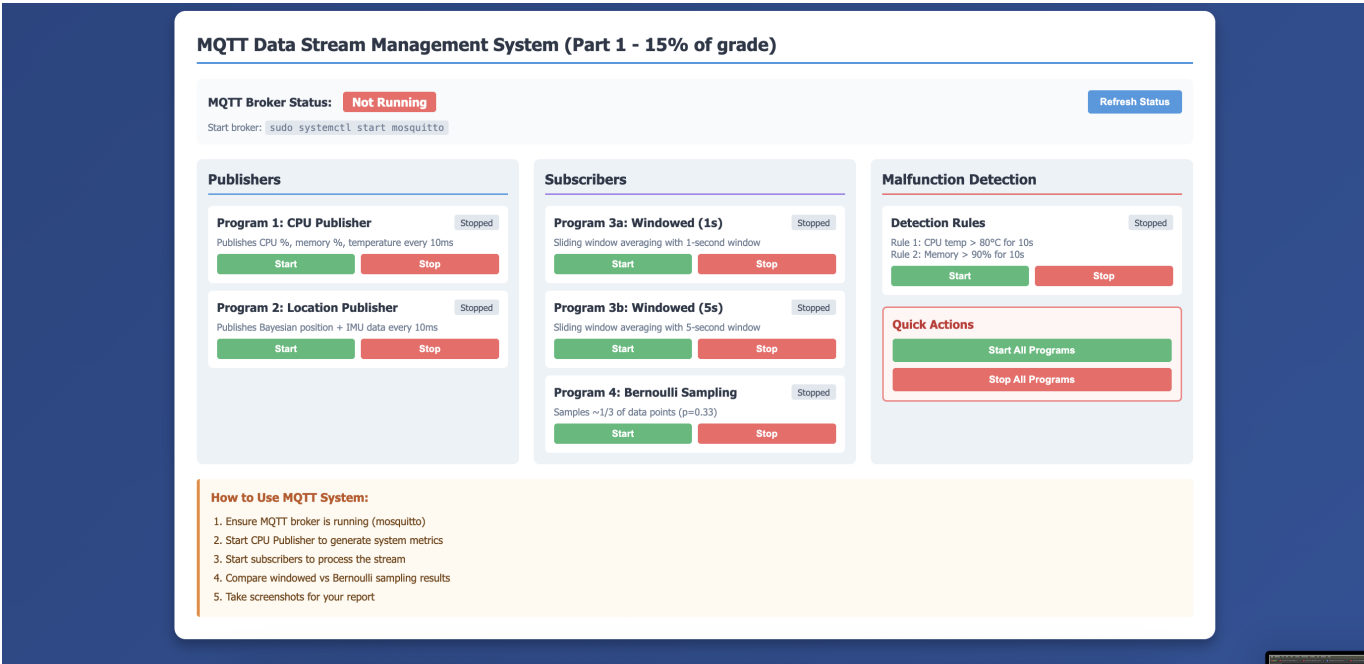 MQTT Data Stream Management System (Part 1 - 15% of grade)
MQTT Broker Status: Not Running
Refresh Status
Start broker: sudo systemctl start mosquitto
Publishers
Program 1: CPU Publisher
Stopped
Publishes CPU %, memory %, temperature every 10ms
Start
Stop
Program 2: Location Publisher
Stopped
Publishes Bayesian position + IMU data every 10ms
Start
Stop
Subscribers
Program 3a: Windowed (1s)
Stopped
Sliding window averaging with 1-second window
Start
Stop
Program 3b: Windowed (5s)
Stopped
Sliding window averaging with 5-second window
Start
Stop
Program 4: Bernoulli Sampling
Stopped
Samples ~1/3 of data points (p=0.33)
Start
Stop
Malfunction Detection
Detection Rules
Stopped
Rule 1: CPU temp > 80°C for 10s
Rule 2: Memory > 90% for 10s
Start
Stop
Quick Actions
Start All Programs
Stop All Programs
How to Use MQTT System:
1. Ensure MQTT broker is running (mosquitto)
2. Start CPU Publisher to generate system metrics
3. Start subscribers to process the stream
4. Compare windowed vs Bernoulli sampling results
5. Take screenshots for your report